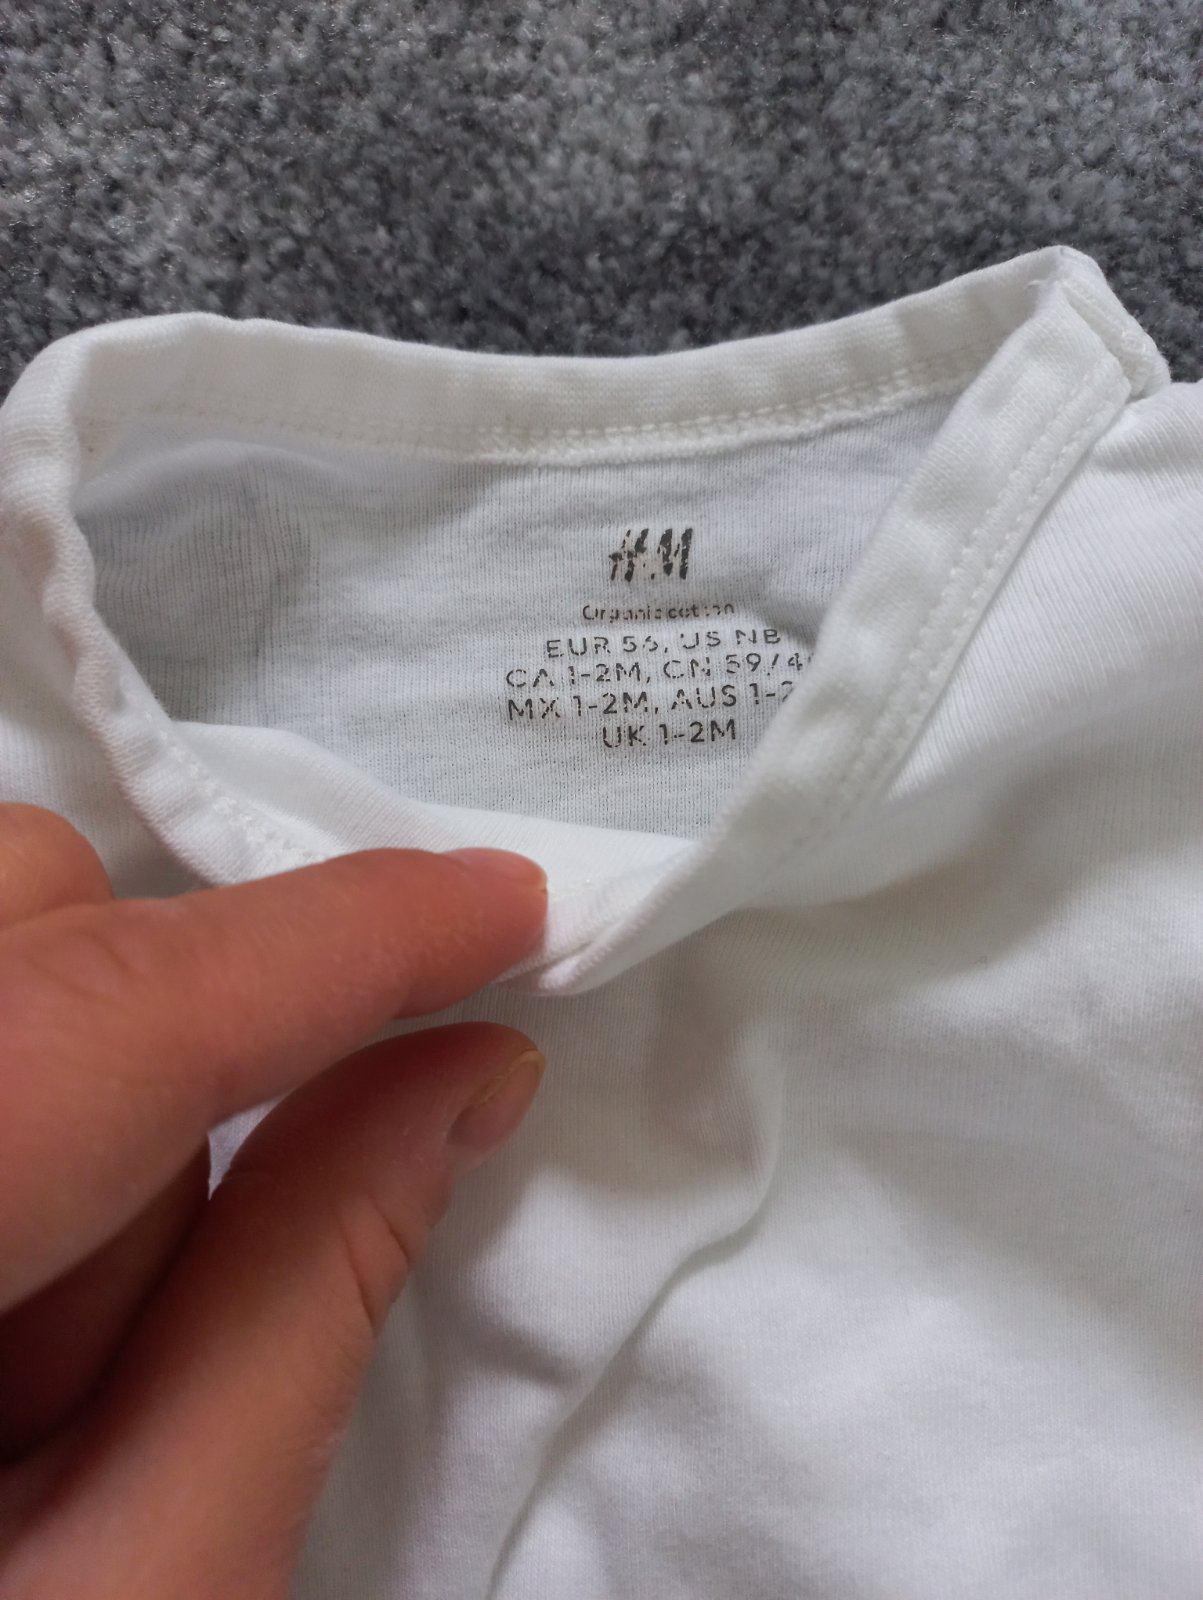 H&M
Organic cotton
EUR 56, US NB
CA 1-2M, CN 59/4
MX 1-2M, AUS 1-2
UK 1-2M